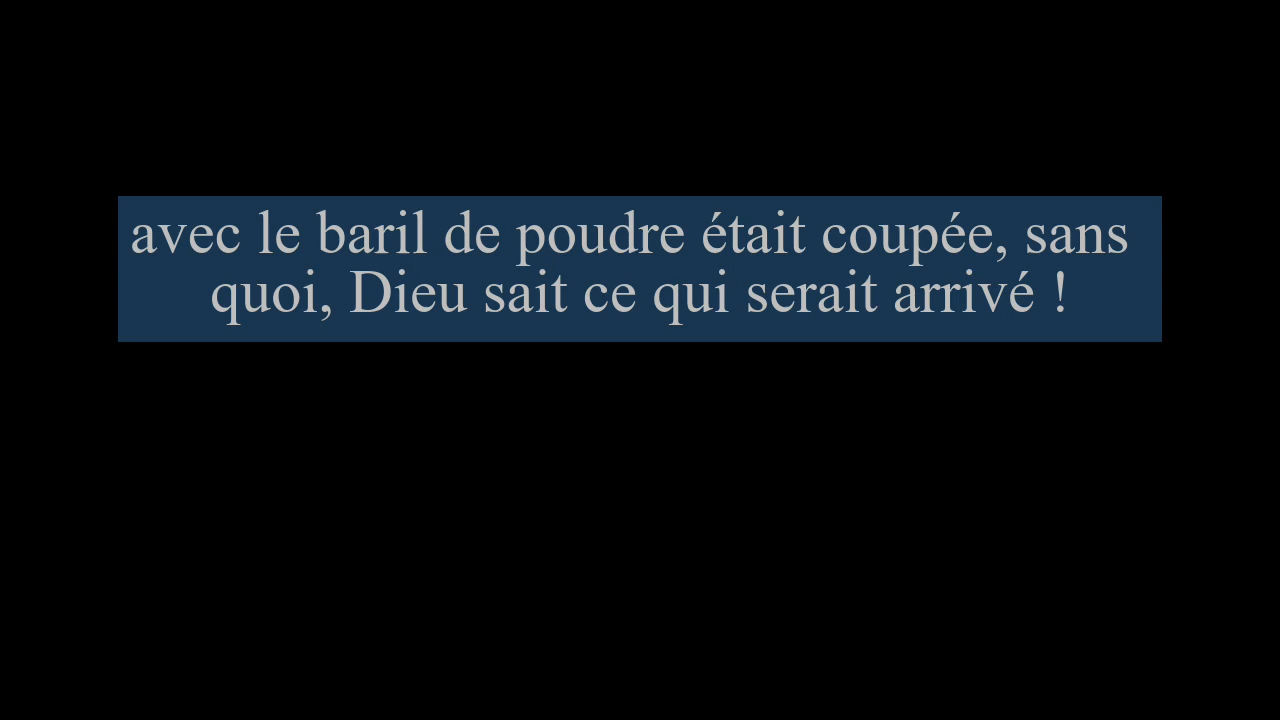 avec le baril de poudre était coupée, sans
quoi, Dieu sait ce qui serait arrivé !